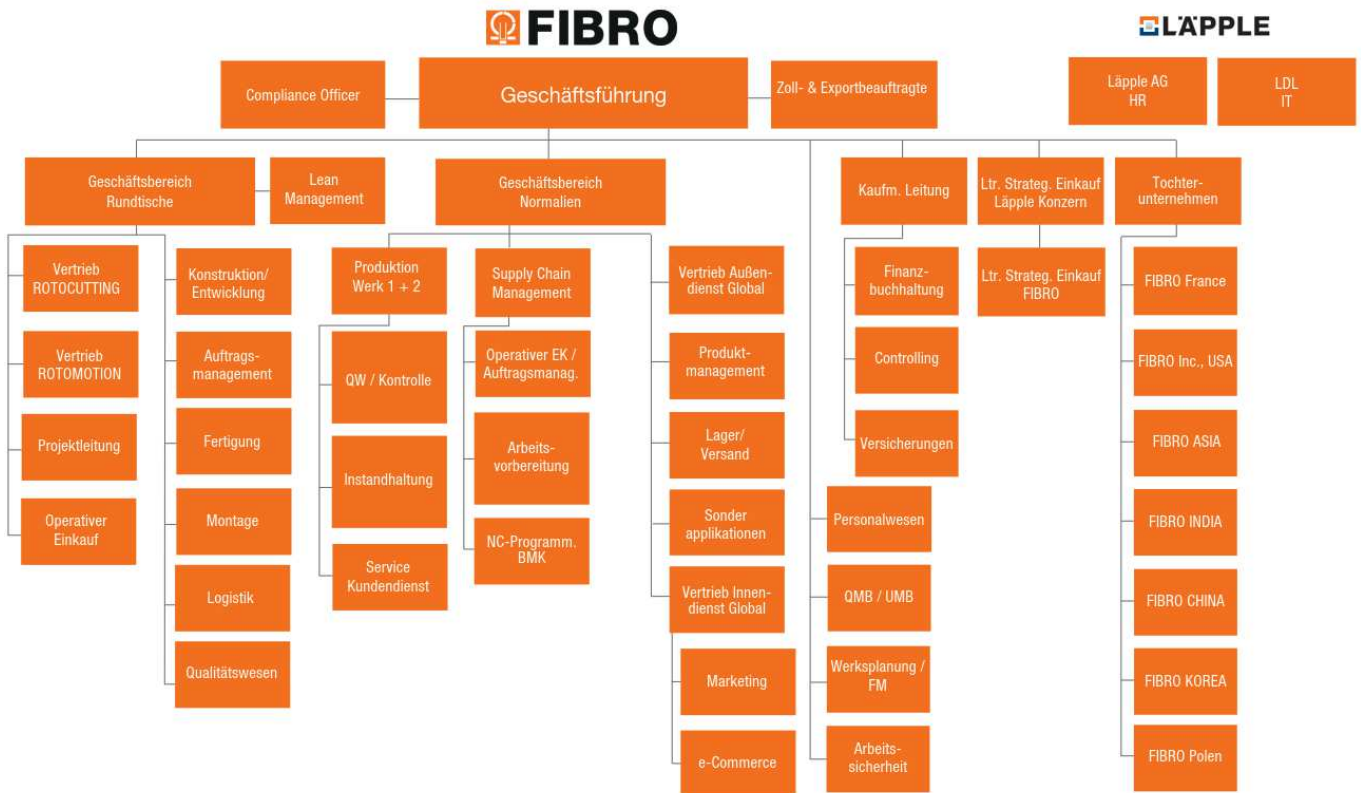 FIBRO
LÄPPLE
Compliance Officer
Geschäftsführung
Zoll- & Exportbeauftragte
Läpple AG
HR
LDL
IT
Geschäftsbereich
Rundtische
Lean
Management
Geschäftsbereich
Normalien
Kaufm. Leitung
Ltr. Strateg. Einkauf
Läpple Konzern
Tochter-
unternehmen
Vertrieb
ROTOCUTTING
Vertrieb
ROTOMOTION
Projektleitung
Operativer
Einkauf
Konstruktion/
Entwicklung
Auftrags-
management
Fertigung
Montage
Logistik
Qualitätswesen
Produktion
Werk 1 + 2
QW / Kontrolle
Instandhaltung
Service
Kundendienst
Supply Chain
Management
Operativer EK /
Auftragsmanag.
Arbeits-
vorbereitung
NC-Programm.
BMK
Vertrieb Außen-
dienst Global
Produkt-
management
Lager/
Versand
Sonder
applikationen
Vertrieb Innen-
dienst Global
Marketing
e-Commerce
Personalwesen
QMB / UMB
Werksplanung /
FM
Arbeits-
sicherheit
Finanz-
buchhaltung
Controlling
Versicherungen
Ltr. Strateg. Einkauf
FIBRO
FIBRO France
FIBRO Inc., USA
FIBRO ASIA
FIBRO INDIA
FIBRO CHINA
FIBRO KOREA
FIBRO Polen